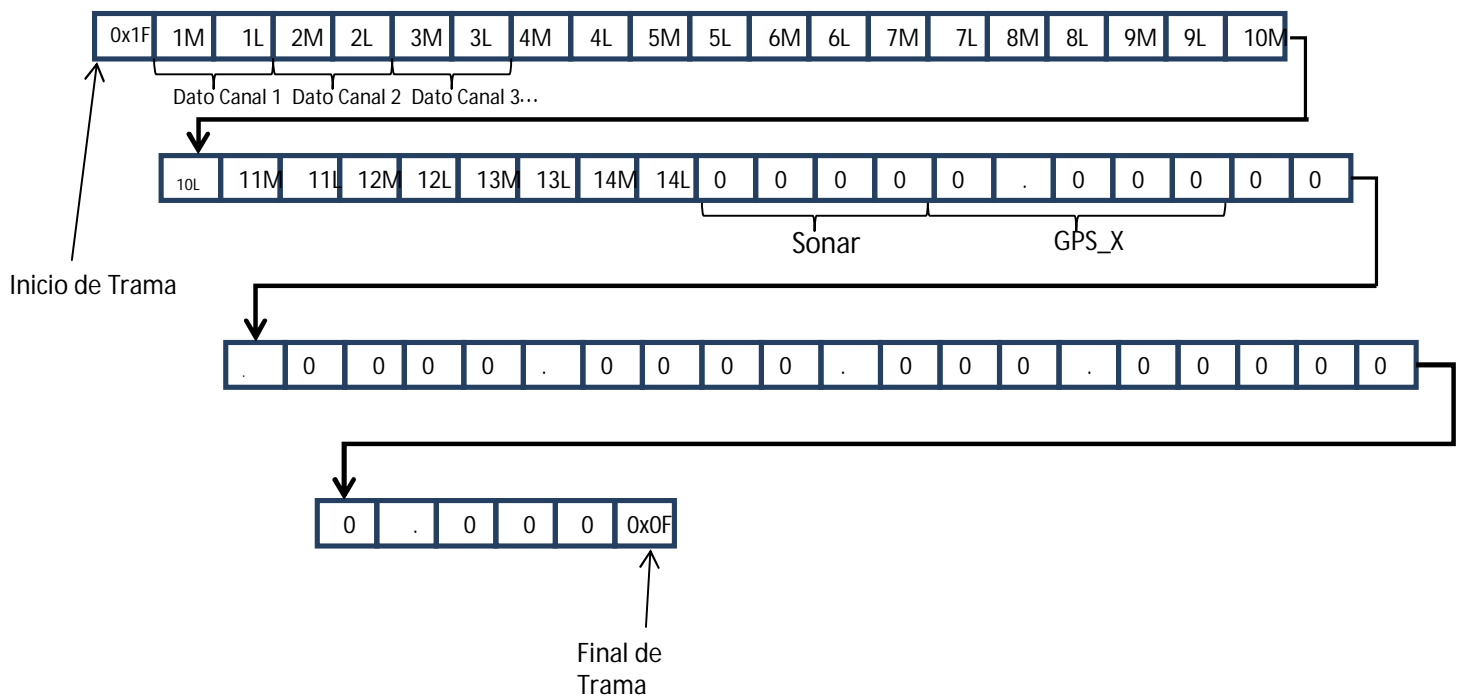 0x1F 1M 1L 2M 2L 3M 3L 4M 4L 5M 5L 6M 6L 7M 7L 8M 8L 9M 9L 10M
Dato Canal 1 Dato Canal 2 Dato Canal 3...
10L 11M 11L 12M 12L 13M 13L 14M 14L 0 0 0 0 0 . 0 0 0 0 0
Sonar GPS_X
Inicio de Trama
. 0 0 0 0 . 0 0 0 0 . 0 0 0 . 0 0 0 0 0
0 . 0 0 0 0x0F
Final de
Trama